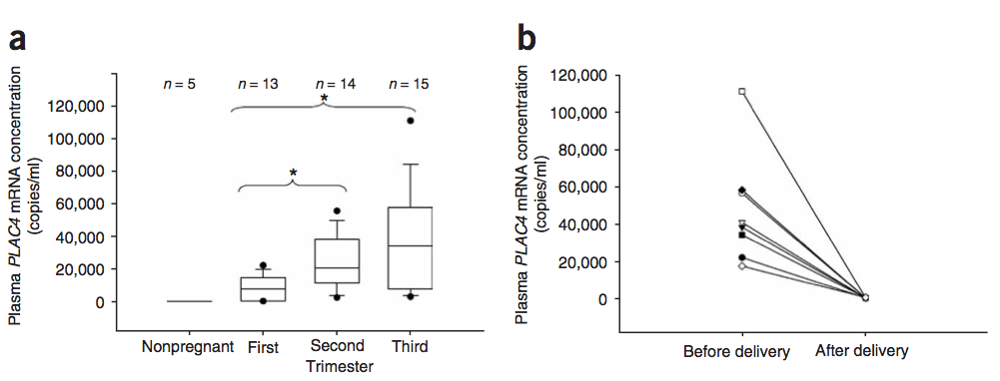 a
Plasma PLAC4 mRNA concentration
(copies/ml)
120,000
100,000
80,000
60,000
40,000
20,000
0
n = 5
n = 13
n = 14
n = 15
*
*
Nonpregnant
First
Second
Third
Trimester
b
Plasma PLAC4 mRNA concentration
(copies/ml)
120,000
100,000
80,000
60,000
40,000
20,000
0
Before delivery
After delivery